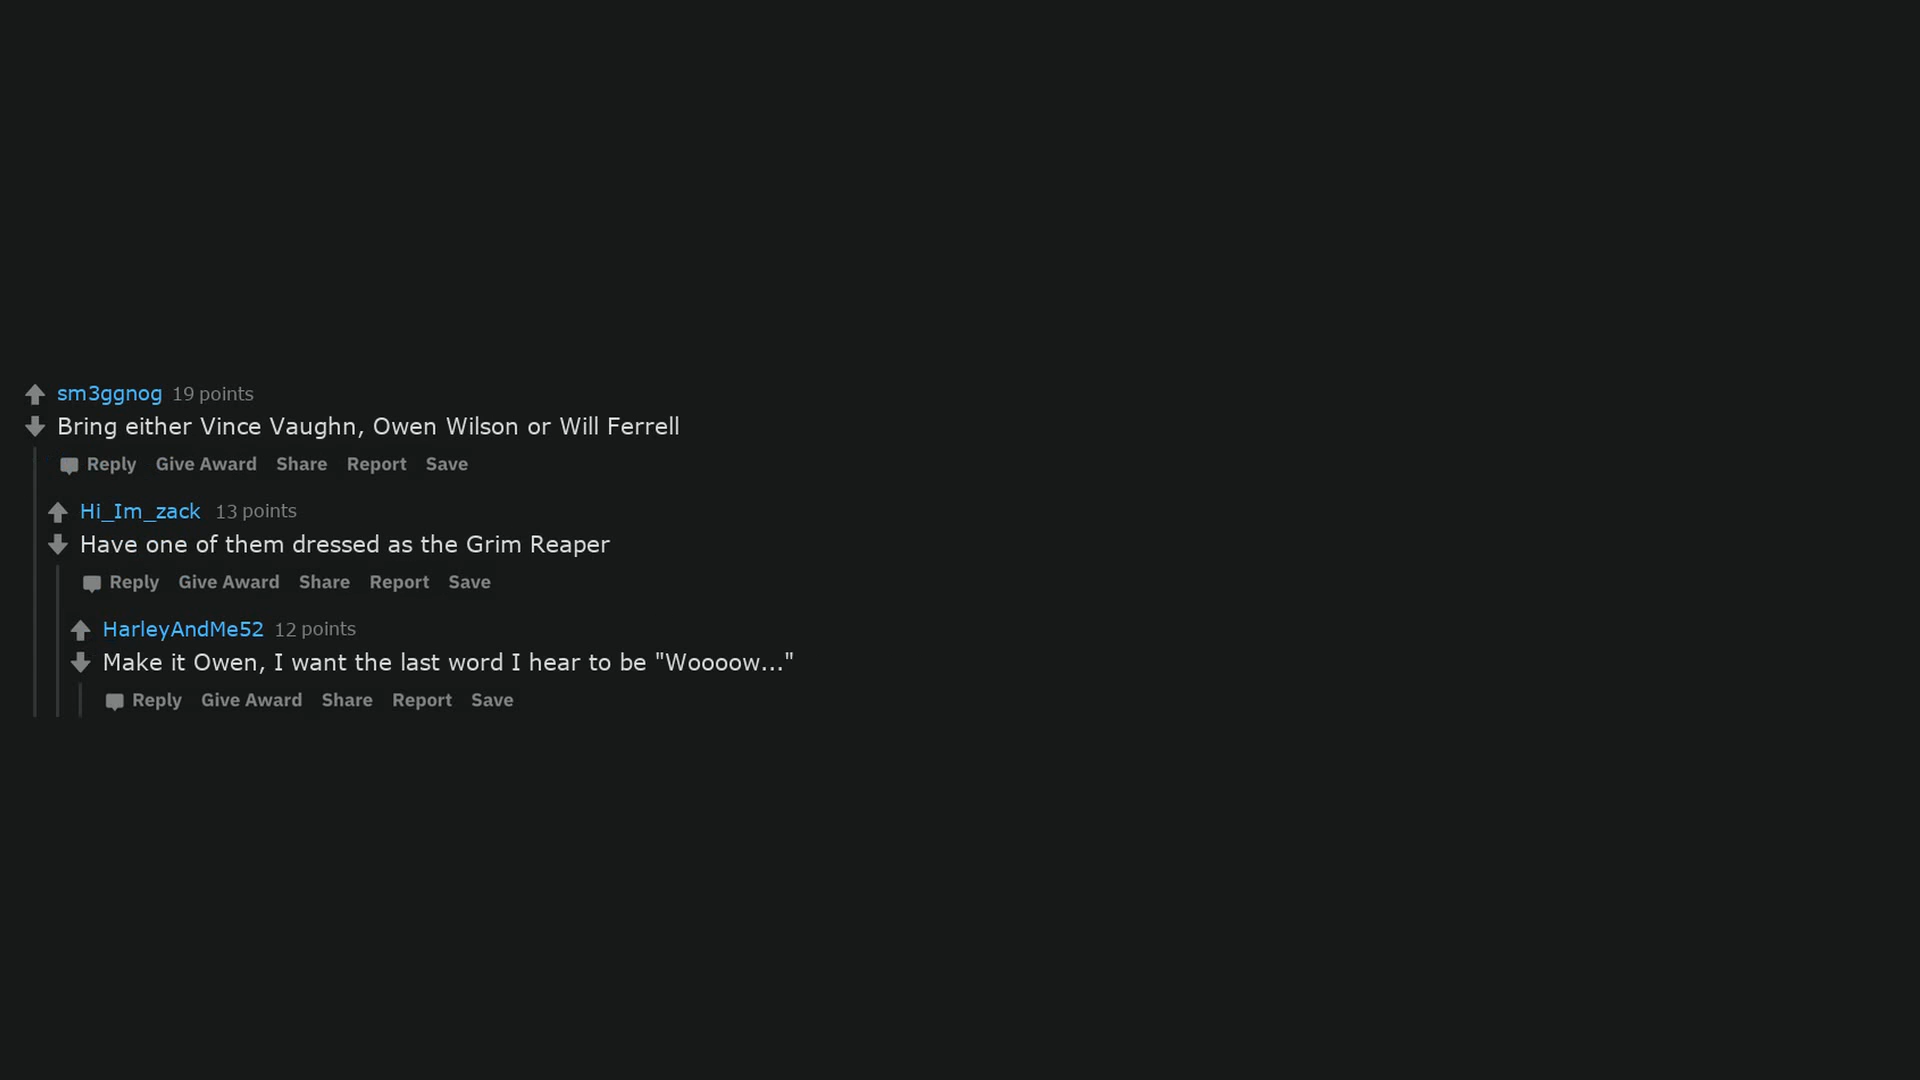 sm3ggnog 19 points
Bring either Vince Vaughn, Owen Wilson or Will Ferrell
Reply Give Award Share Report Save
Hi_Im_zack 13 points
Have one of them dressed as the Grim Reaper
Reply Give Award Share Report Save
HarleyAndMe52 12 points
Make it Owen, I want the last word I hear to be "Woooow..."
Reply Give Award Share Report Save